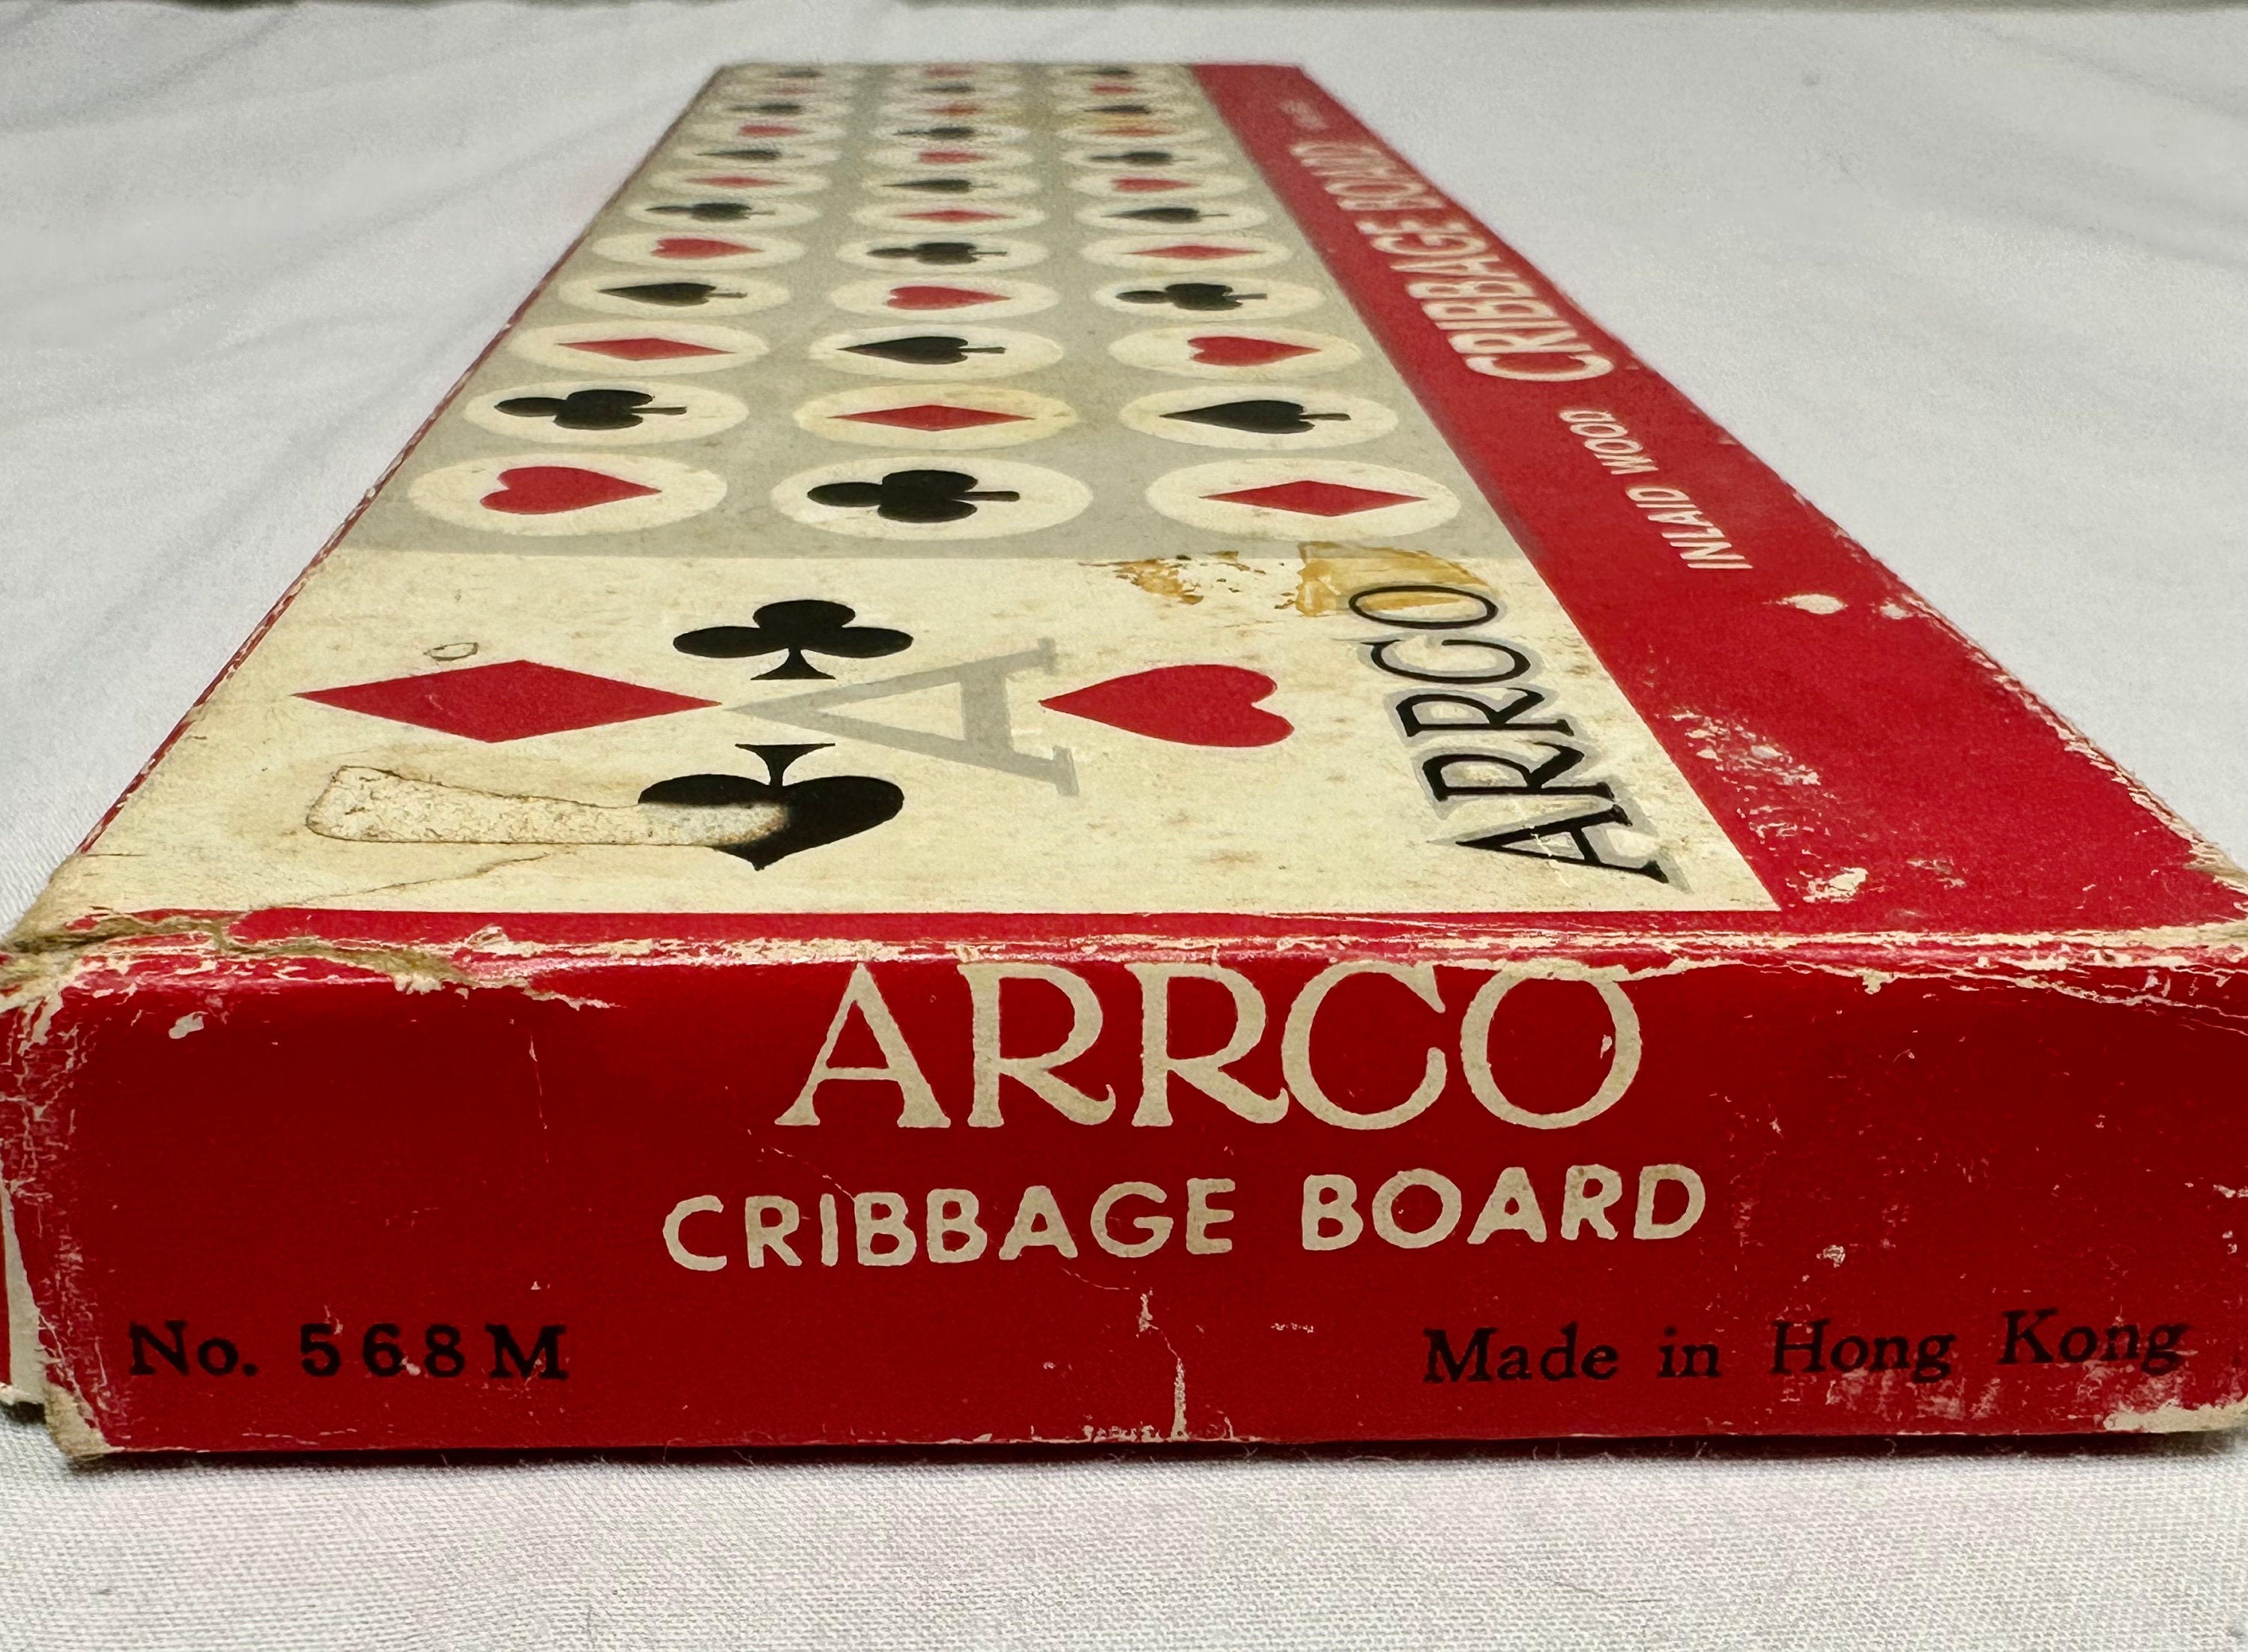 INLAID WOOD
CRIBBAGE BOARD
A
ARRCO
ARRCO
CRIBBAGE BOARD
No. 568M
Made in Hong Kong